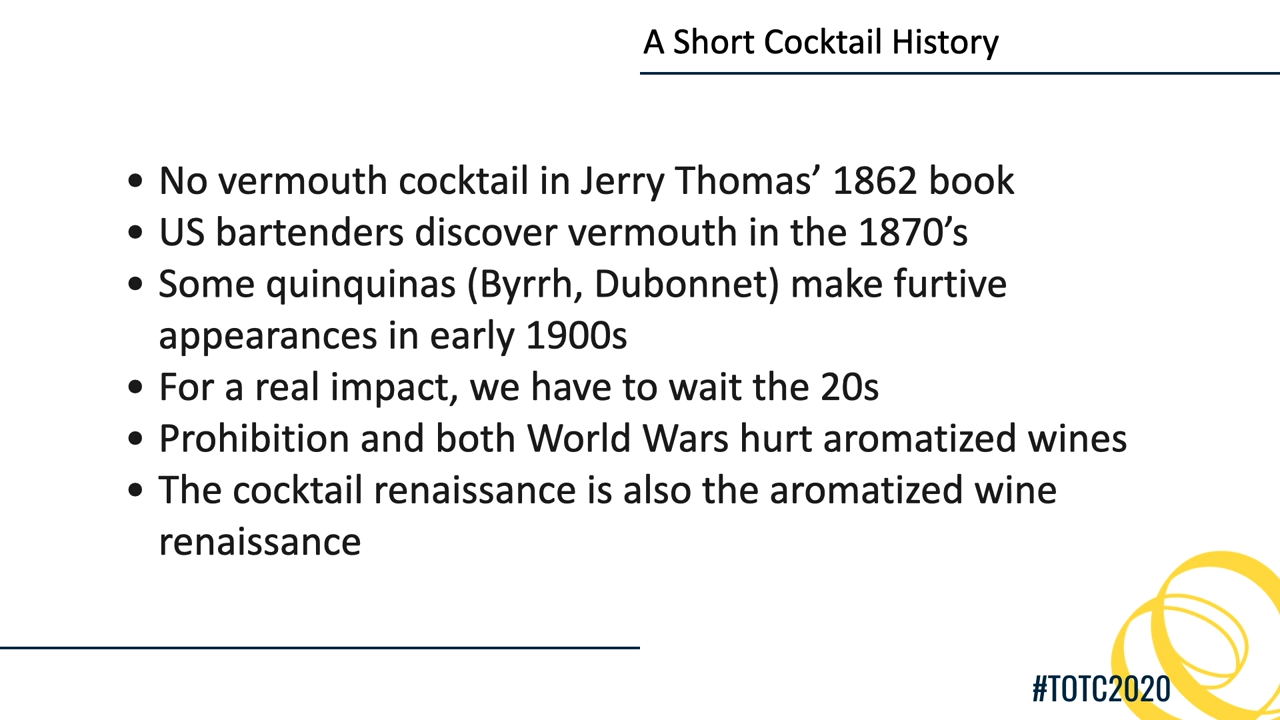 A Short Cocktail History
• No vermouth cocktail in Jerry Thomas’ 1862 book
• US bartenders discover vermouth in the 1870’s
• Some quinquinas (Byrrh, Dubonnet) make furtive
appearances in early 1900s
• For a real impact, we have to wait the 20s
• Prohibition and both World Wars hurt aromatized wines
• The cocktail renaissance is also the aromatized wine
renaissance
#TOTC2020